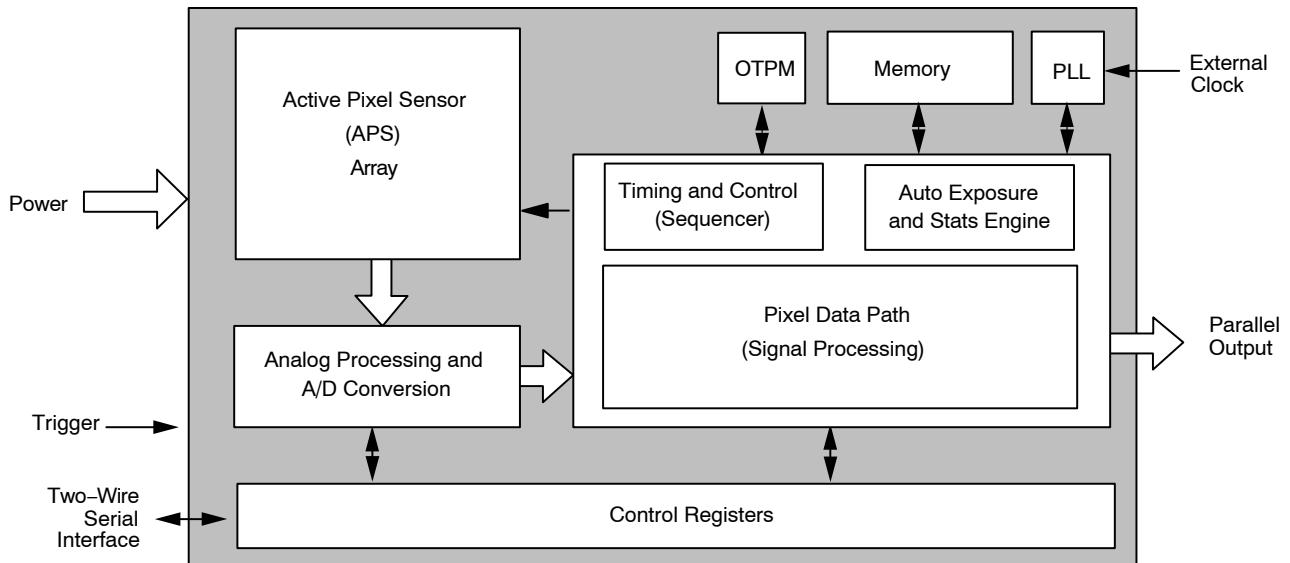 Active Pixel Sensor
(APS)
Array
OTPM
Memory
PLL
External
Clock
Power
Timing and Control
(Sequencer)
Auto Exposure
and Stats Engine
Pixel Data Path
(Signal Processing)
Analog Processing and
A/D Conversion
Parallel
Output
Trigger
Two−Wire
Serial
Interface
Control Registers